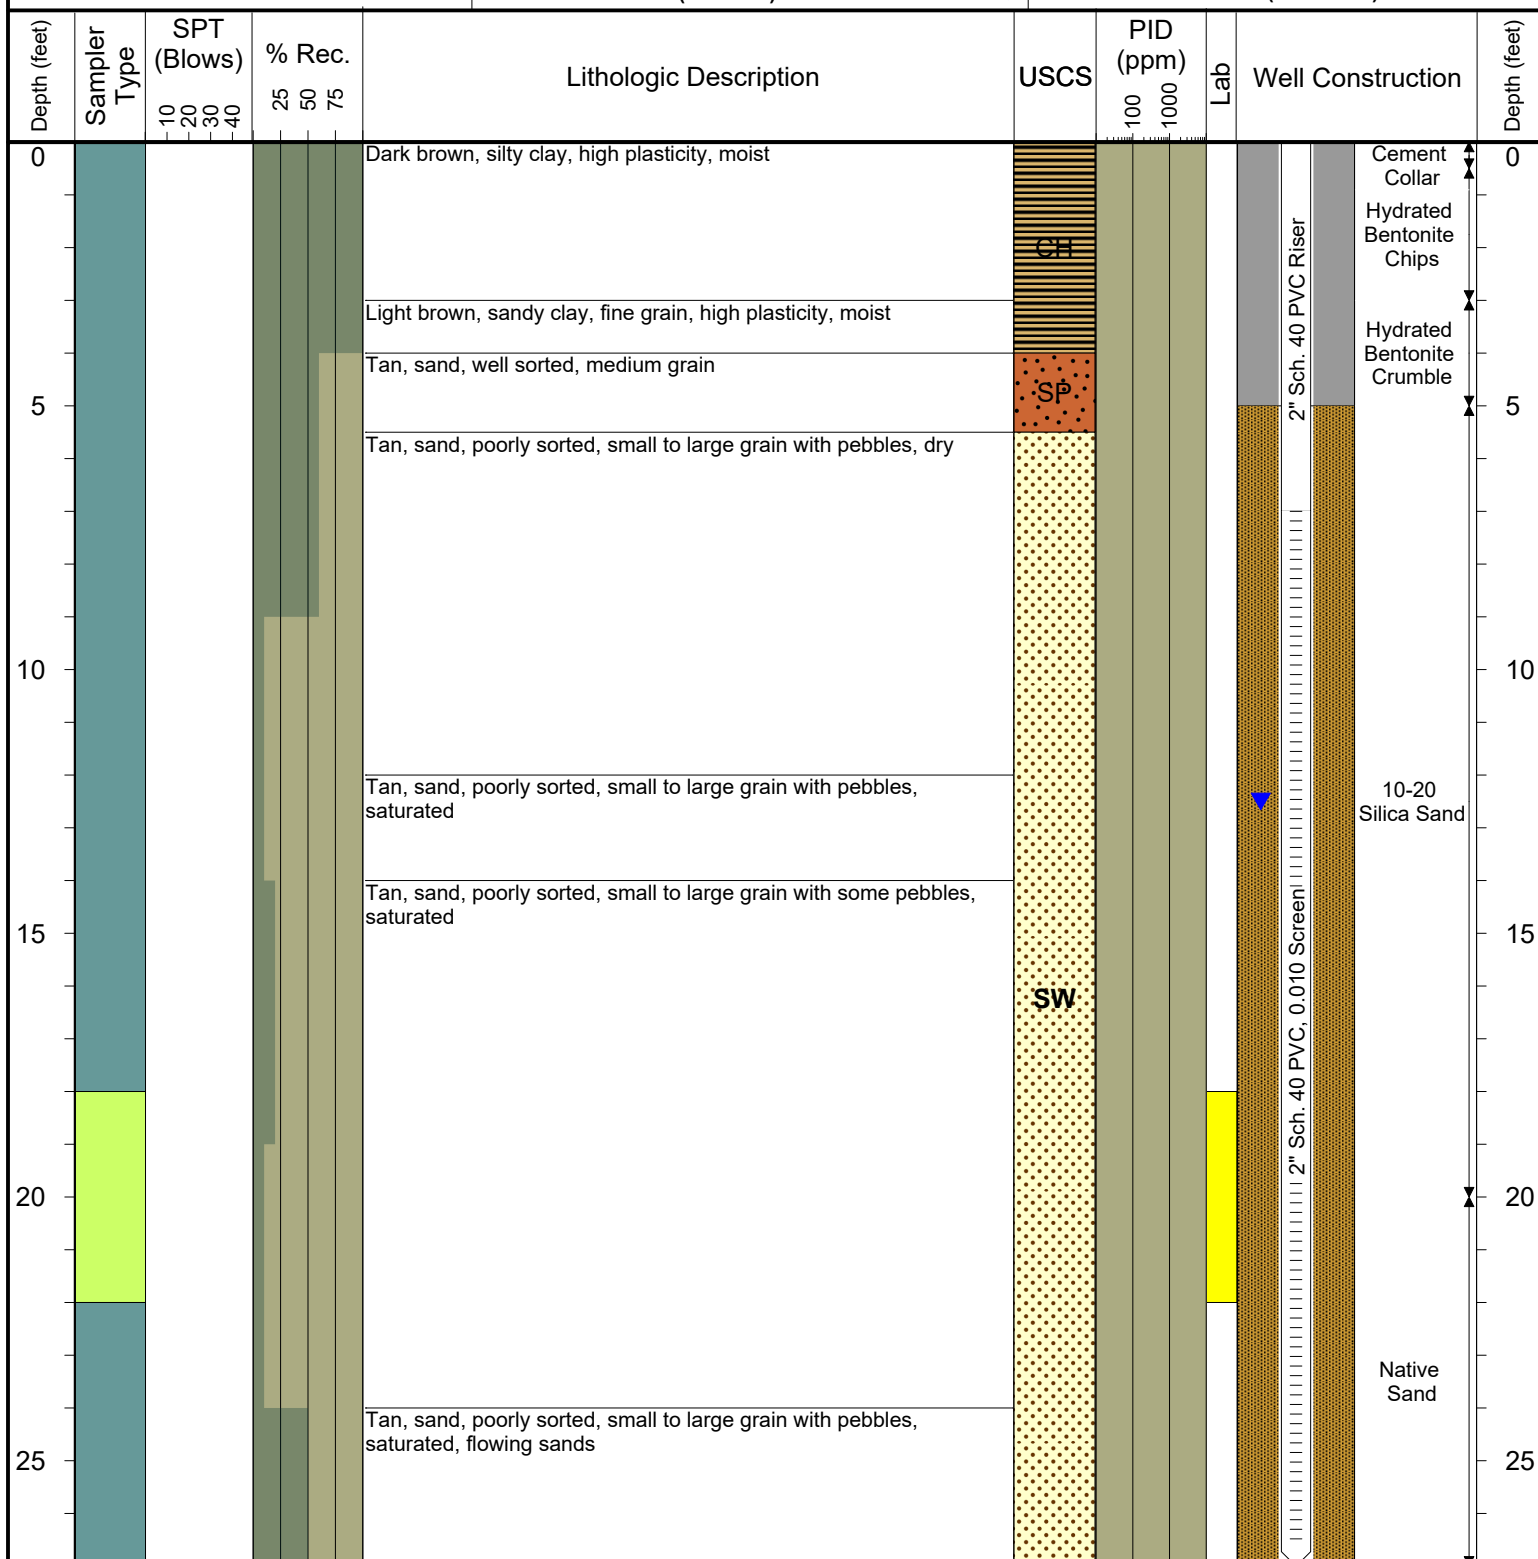 Depth (feet)
Sampler
Type
SPT
(Blows)
10
20
30
40
% Rec.
25
50
75
Lithologic Description
USCS
PID
(ppm)
100
1000
Lab
Well Construction
Depth (feet)
0
Dark brown, silty clay, high plasticity, moist
CH
Light brown, sandy clay, fine grain, high plasticity, moist
Tan, sand, well sorted, medium grain
SP
5
Tan, sand, poorly sorted, small to large grain with pebbles, dry
10
Tan, sand, poorly sorted, small to large grain with pebbles,
saturated
Tan, sand, poorly sorted, small to large grain with some pebbles,
saturated
15
SW
20
Tan, sand, poorly sorted, small to large grain with pebbles,
saturated, flowing sands
25
2" Sch. 40 PVC Riser
2" Sch. 40 PVC, 0.010 Screen
Cement
Collar
Hydrated
Bentonite
Chips
Hydrated
Bentonite
Crumble
10-20
Silica Sand
Native
Sand
0
5
10
15
20
25